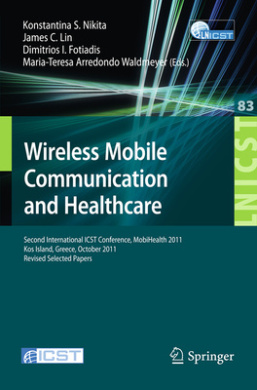 Konstantina S. Nikita
James C. Lin
Dimitrios I. Fotiadis
Maria-Teresa Arredondo Waldmeyer (Eds.)
ICST
83
Wireless Mobile
Communication
and Healthcare
LNICST
Second International ICST Conference, MobiHealth 2011
Kos Island, Greece, October 2011
Revised Selected Papers
ICST
Springer